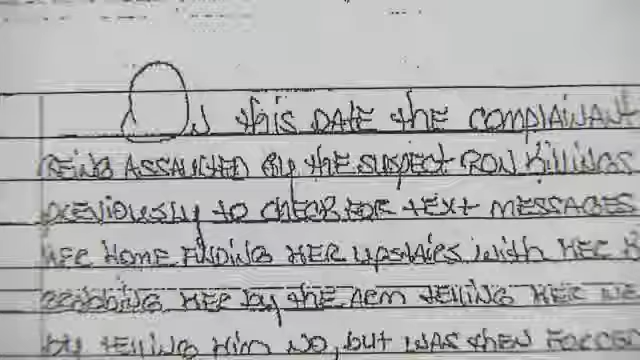 ON this DATE the COMPLAINANT
BEING ASSAULTED By the SUSPECT RON Killings
previously to CHECK FOR tEXt MESSAGES
HER HOME FINDING HER UPSTAIRS With HER
GRABBING HER by the ARM tElliNG HER
by tElliNG Him NO, but WAS thEN FORCED